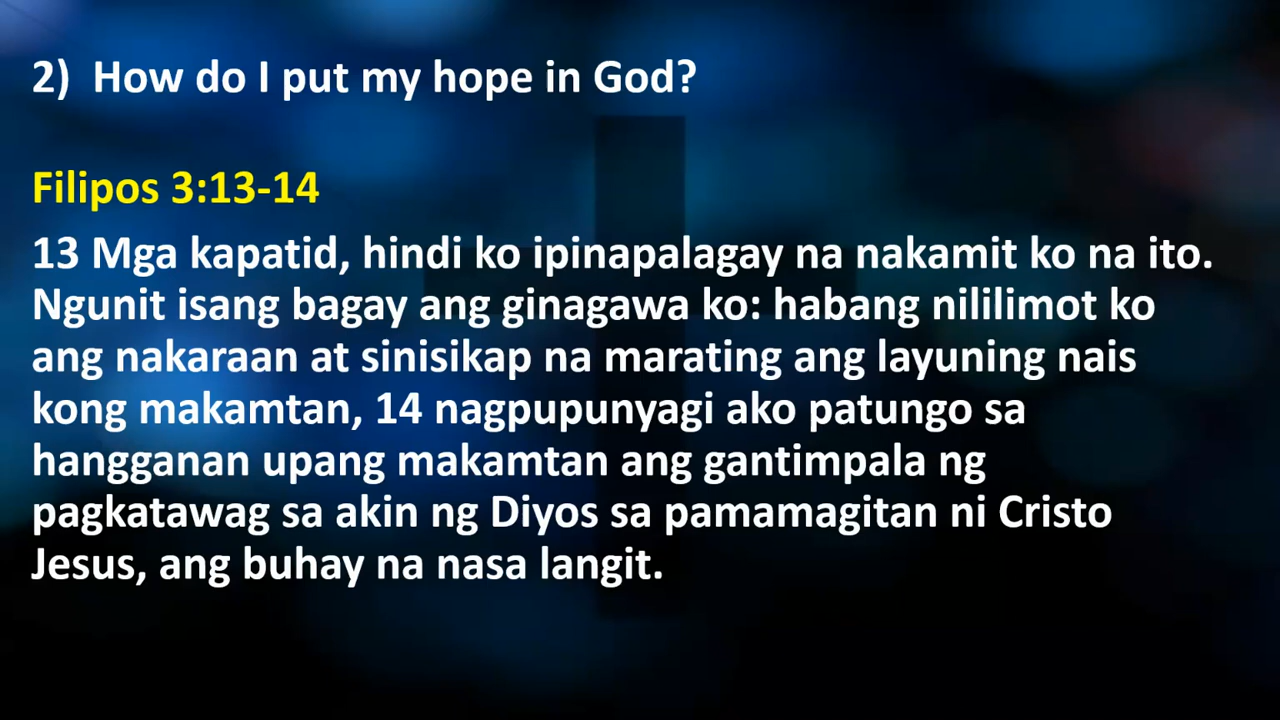 2) How do I put my hope in God?
Filipos 3:13-14
13 Mga kapatid, hindi ko ipinapalagay na nakamit ko na ito.
Ngunit isang bagay ang ginagawa ko: habang nililimot ko
ang nakaraan at sinisikap na marating ang layuning nais
kong makamtan, 14 nagpupunyagi ako patungo sa
hangganan upang makamtan ang gantimpala ng
pagkatawag sa akin ng Diyos sa pamamagitan ni Cristo
Jesus, ang buhay na nasa langit.